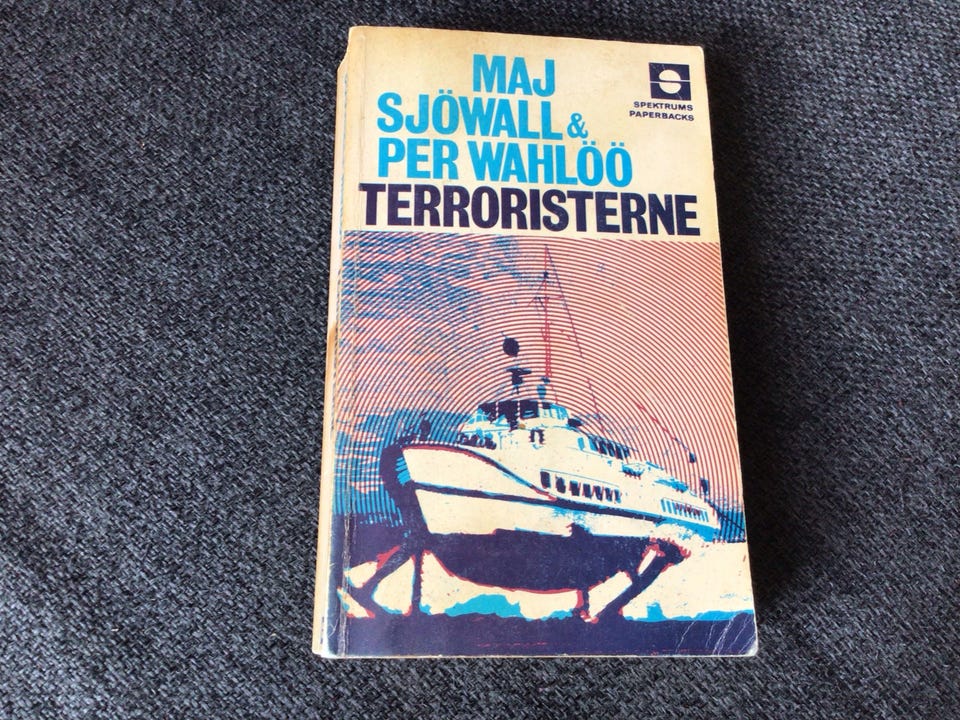 MAJ
SJÖWALL &
PER WAHLÖÖ
TERRORISTERNE
SPEKTRUMS
PAPERBACKS